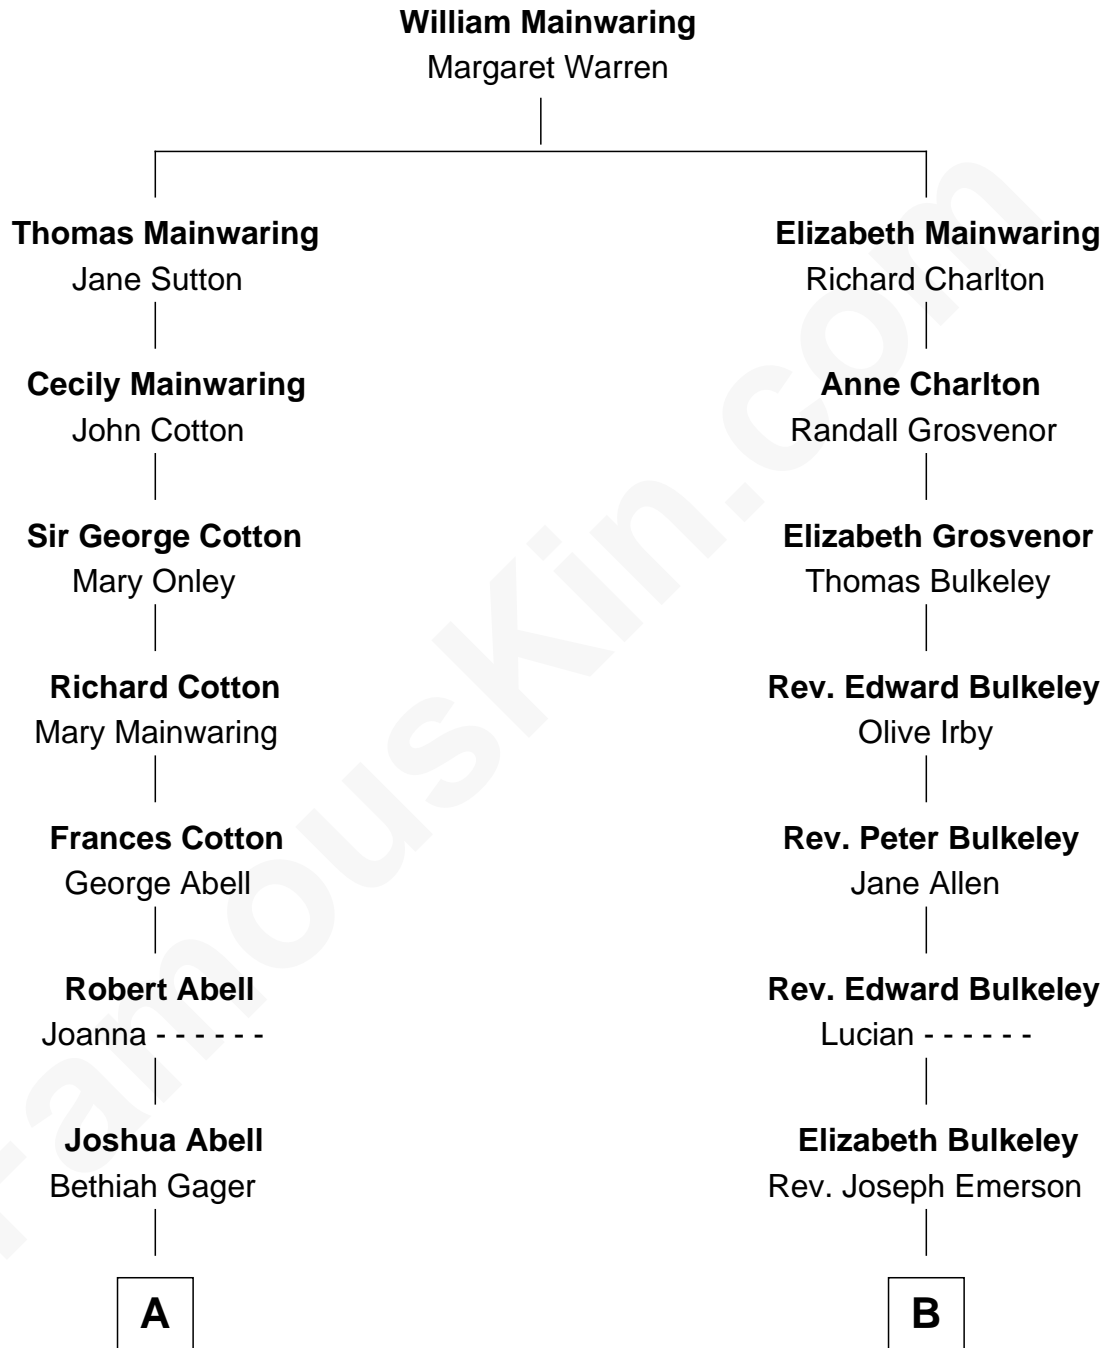 William Mainwaring
Margaret Warren
Thomas Mainwaring
Jane Sutton
Elizabeth Mainwaring
Richard Charlton
Cecily Mainwaring
John Cotton
Anne Charlton
Randall Grosvenor
Sir George Cotton
Mary Onley
Elizabeth Grosvenor
Thomas Bulkeley
Richard Cotton
Mary Mainwaring
Rev. Edward Bulkeley
Olive Irby
Frances Cotton
George Abell
Rev. Peter Bulkeley
Jane Allen
Robert Abell
Joanna - - - - - -
Rev. Edward Bulkeley
Lucian - - - - - -
Joshua Abell
Bethiah Gager
Elizabeth Bulkeley
Rev. Joseph Emerson
A
B
FamousKin.com